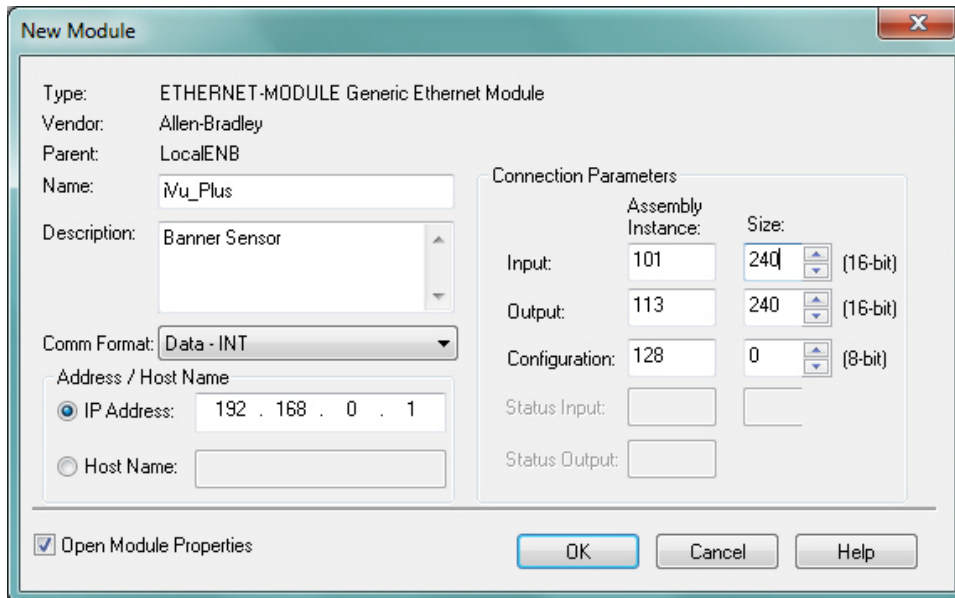 New Module
Type: ETHERNET-MODULE Generic Ethernet Module
Vendor: Allen-Bradley
Parent: LocalENB
Name: iVu_Plus
Description: Banner Sensor
Comm Format: Data - INT
Address / Host Name
IP Address: 192 . 168 . 0 . 1
Host Name:
Connection Parameters
Assembly Instance: Size:
Input: 101 240 (16-bit)
Output: 113 240 (16-bit)
Configuration: 128 0 (8-bit)
Status Input:
Status Output:
Open Module Properties
OK Cancel Help